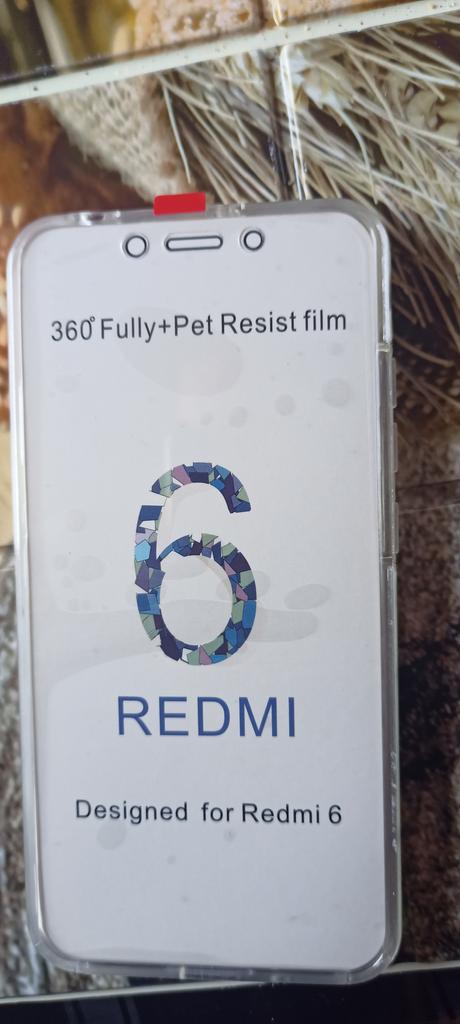 360° Fully+Pet Resist film
6
REDMI
Designed for Redmi 6